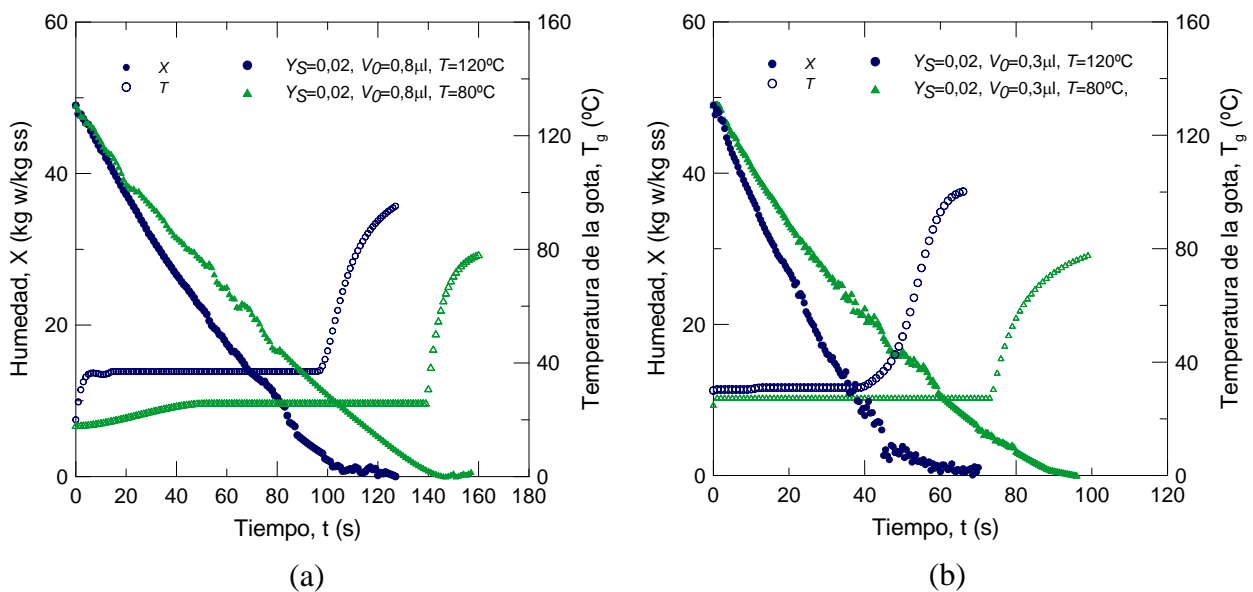 60
40
20
0
Humedad, X (kg w/kg ss)
X
T
YS=0,02, V0=0,8µl, T=120ºC
YS=0,02, V0=0,8µl, T=80ºC
160
120
80
40
0
Temperatura de la gota, Tg (ºC)
0 20 40 60 80 100 120 140 160 180
Tiempo, t (s)
(a)
60
40
20
0
Humedad, X (kg w/kg ss)
X
T
YS=0,02, V0=0,3µl, T=120ºC
YS=0,02, V0=0,3µl, T=80ºC,
160
120
80
40
0
Temperatura de la gota, Tg (ºC)
0 20 40 60 80 100 120
Tiempo, t (s)
(b)